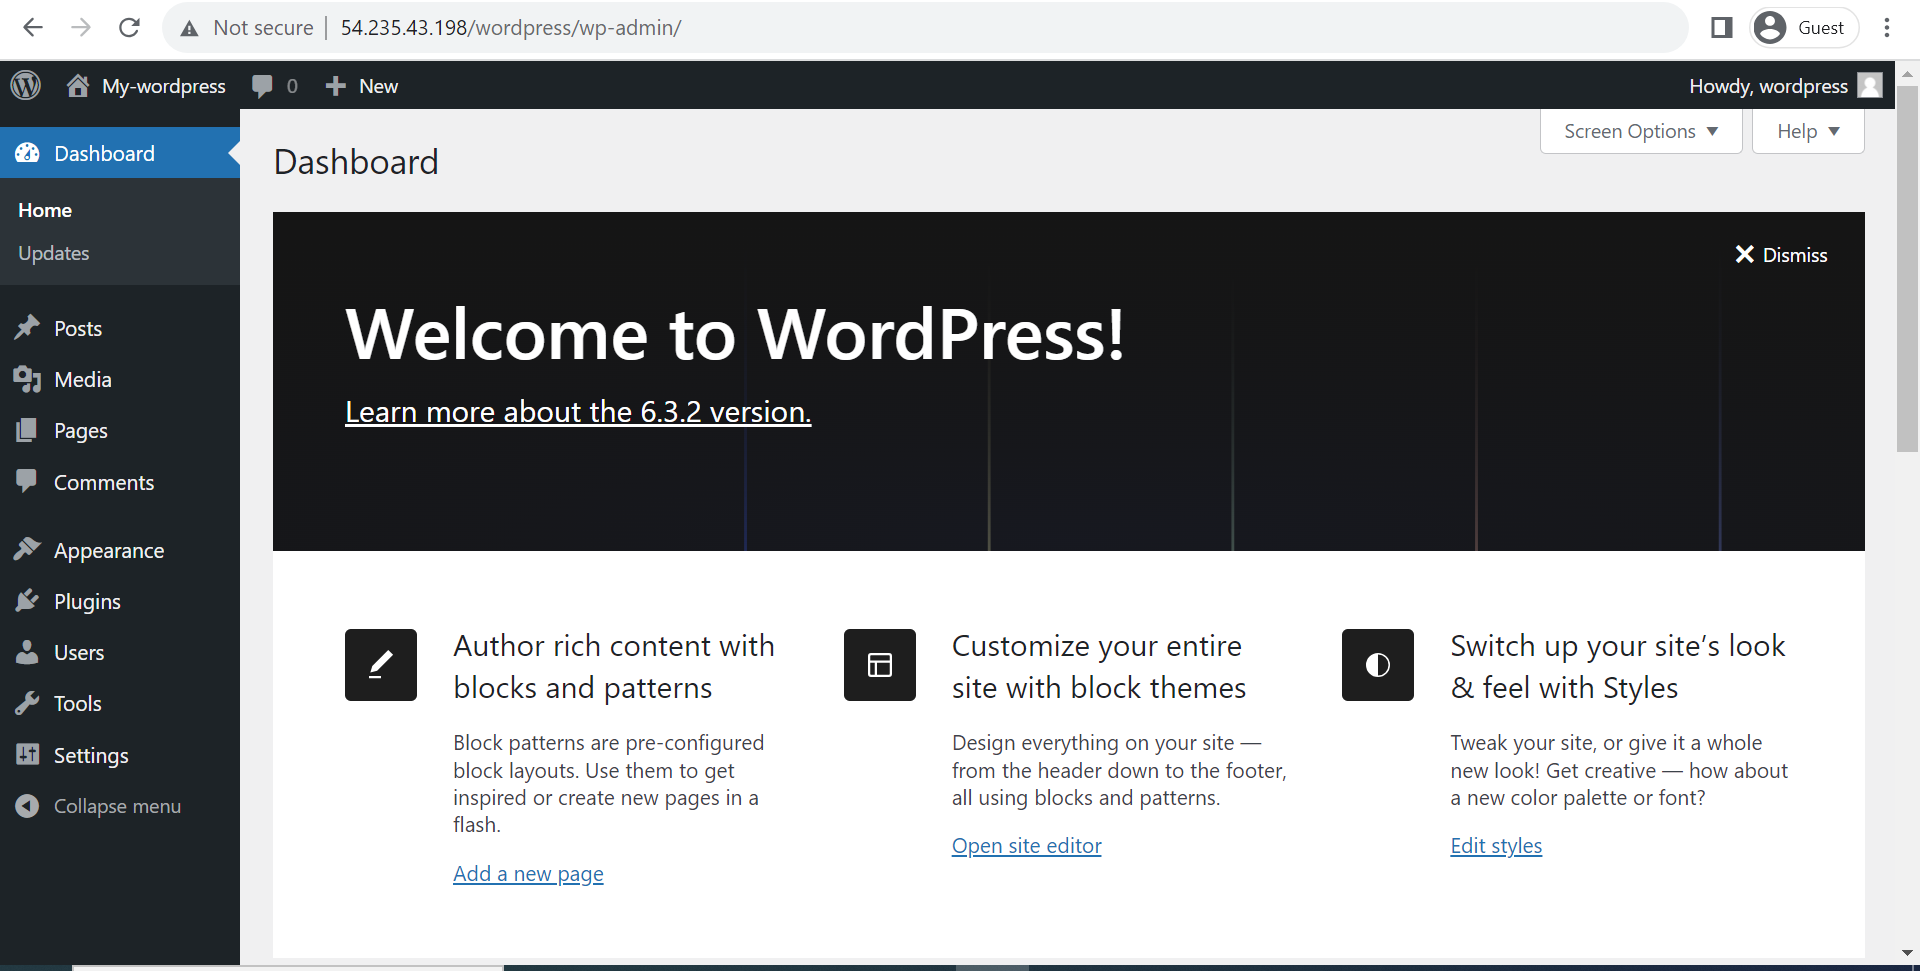 Not secure | 54.235.43.198/wordpress/wp-admin/
Guest
My-wordpress 0 New
Howdy, wordpress
Dashboard
Home
Updates
Posts
Media
Pages
Comments
Appearance
Plugins
Users
Tools
Settings
Collapse menu
Screen Options
Help
Dashboard
Dismiss
Welcome to WordPress!
Learn more about the 6.3.2 version.
Author rich content with
blocks and patterns
Block patterns are pre-configured
block layouts. Use them to get
inspired or create new pages in a
flash.
Add a new page
Customize your entire
site with block themes
Design everything on your site —
from the header down to the footer,
all using blocks and patterns.
Open site editor
Switch up your site’s look
& feel with Styles
Tweak your site, or give it a whole
new look! Get creative — how about
a new color palette or font?
Edit styles